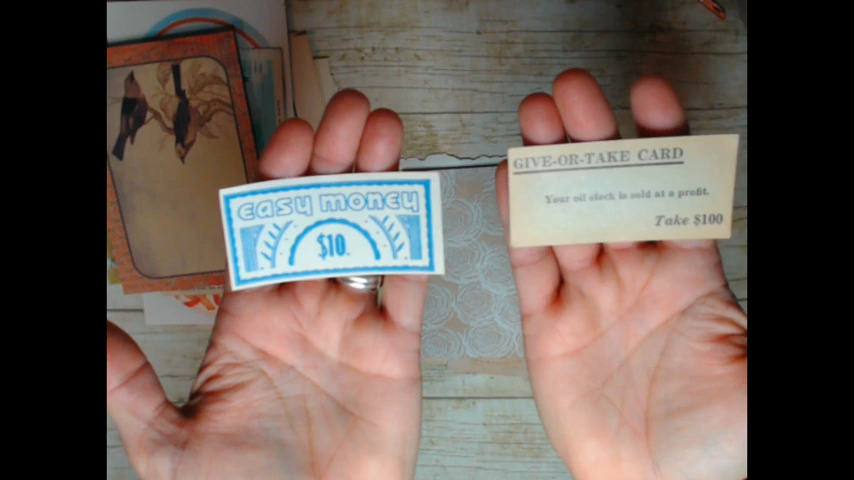 easy money
$10
GIVE-OR-TAKE CARD
Your oil stock is sold at a profit.
Take $100